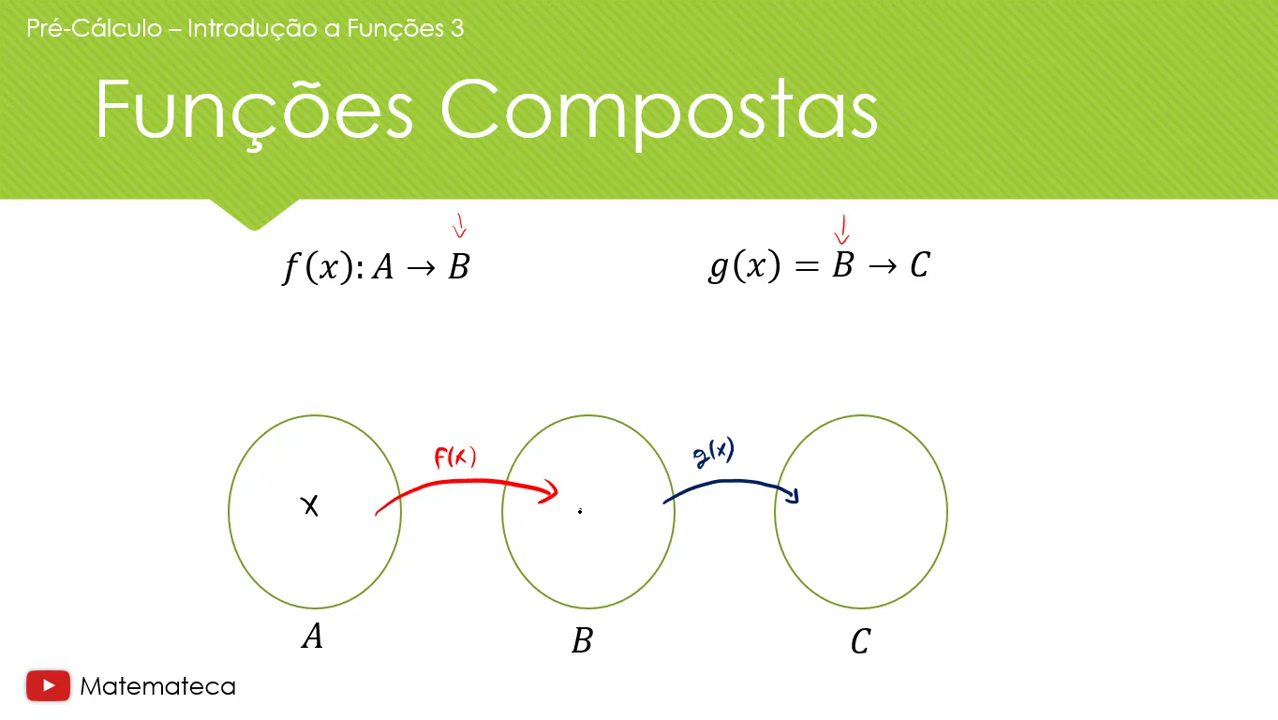 Pré-Cálculo – Introdução a Funções 3
Funções Compostas
f(x): A → B
g(x) = B → C
f(x)
g(x)
x
A
B
C
Matemateca